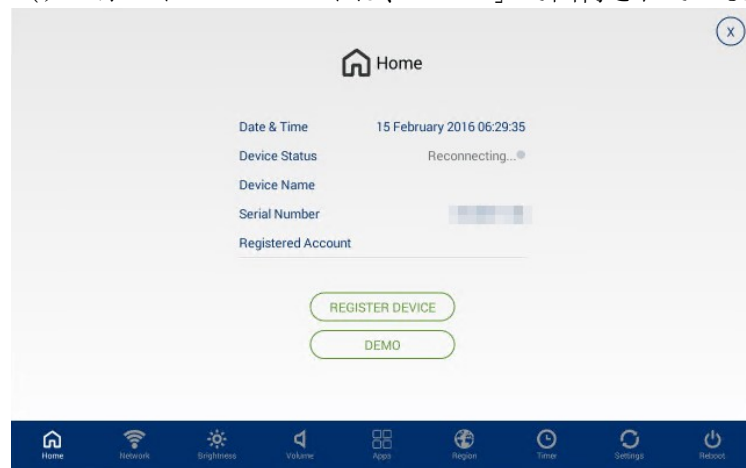 X
Home
Date & Time 15 February 2016 06:29:35
Device Status Reconnecting...
Device Name
Serial Number
Registered Account
REGISTER DEVICE
DEMO
Home Network Brightness Volume Apps Region Timer Settings Reboot